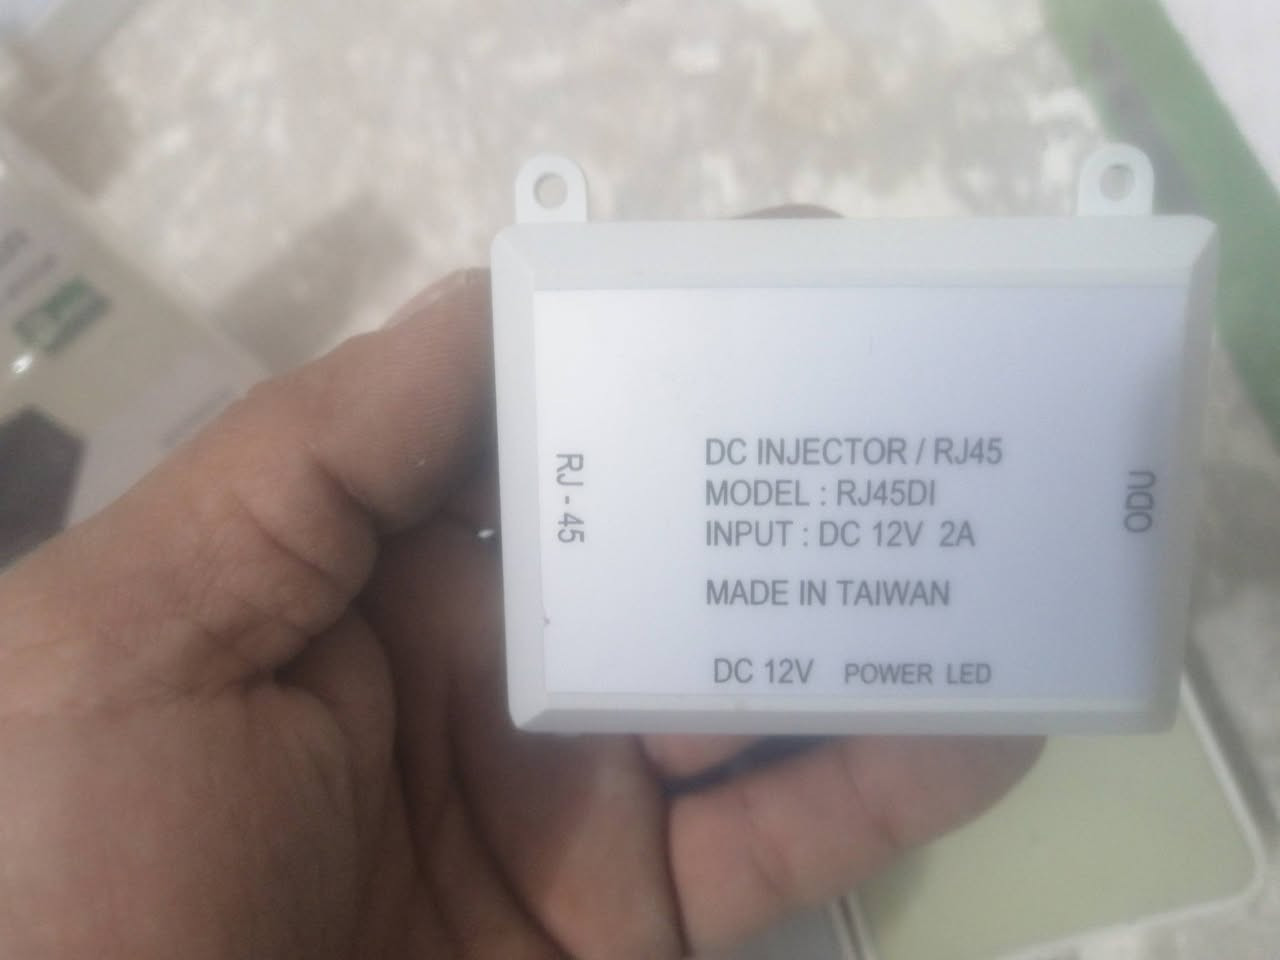 RJ - 45
DC INJECTOR / RJ45
MODEL : RJ45DI
INPUT : DC 12V 2A
MADE IN TAIWAN
DC 12V POWER LED
ODU